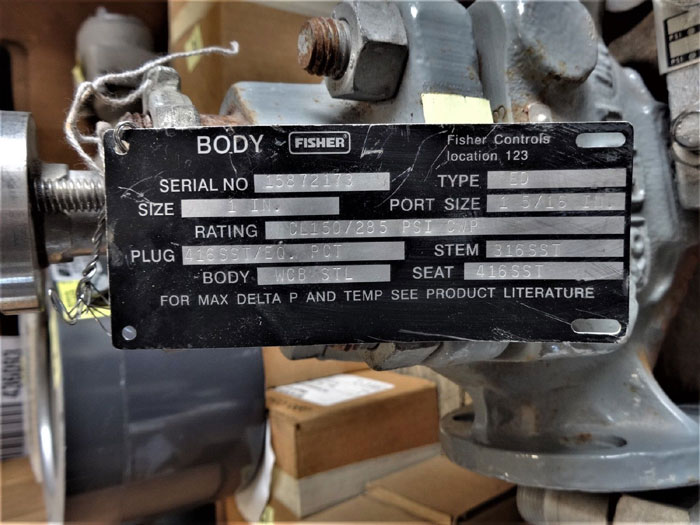 BODY FISHER Fisher Controls
location 123
SERIAL NO 15872173 TYPE ED
SIZE 1 IN. PORT SIZE 1 5/16 IN.
RATING CL150/285 PSI CWP
PLUG 416SST/EQ. PCT STEM 316SST
BODY WCB STL SEAT 416SST
FOR MAX DELTA P AND TEMP SEE PRODUCT LITERATURE
PSI @
PSI @